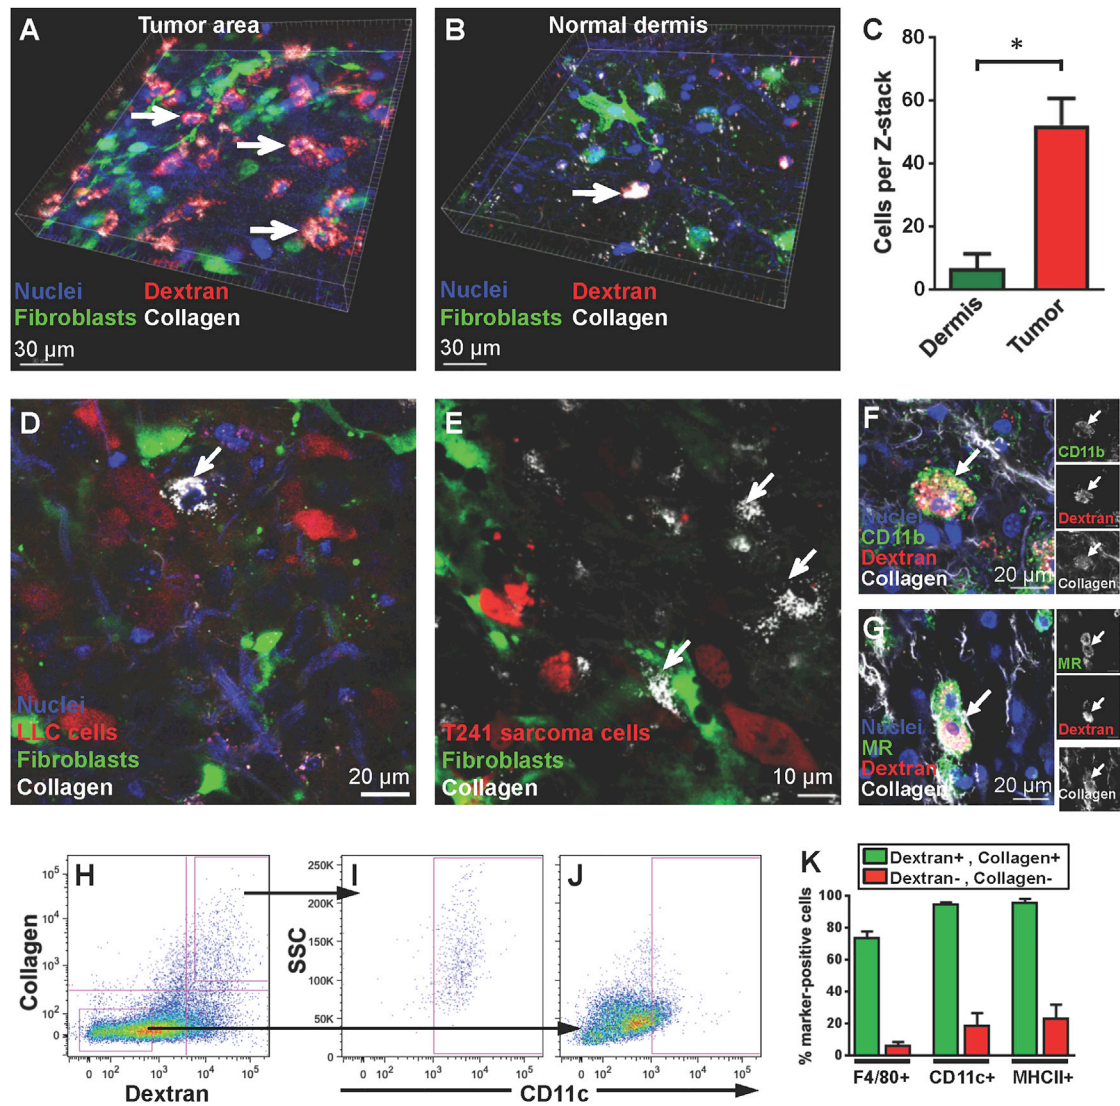 A
Tumor area
Nuclei Dextran
Fibroblasts Collagen
30 µm
B
Normal dermis
Nuclei Dextran
Fibroblasts Collagen
30 µm
C
Cells per Z-stack
80
60
40
20
0
*
Dermis
Tumor
D
Nuclei
LLC cells
Fibroblasts
Collagen
20 µm
E
T241 sarcoma cells
Fibroblasts
Collagen
10 µm
F
Nuclei
CD11b
Dextran
Collagen
20 µm
CD11b
Dextran
Collagen
G
Nuclei
MR
Dextran
Collagen
20 µm
MR
Dextran
Collagen
H
Collagen
10⁵
10⁴
10³
10²
0
0 10² 10³ 10⁴ 10⁵
Dextran
I
SSC
250K
200K
150K
100K
50K
0
0 10² 10³ 10⁴ 10⁵
J
0 10² 10³ 10⁴ 10⁵
CD11c
K
Dextran+ , Collagen+
Dextran- , Collagen-
% marker-positive cells
100
80
60
40
20
0
F4/80+ CD11c+ MHCII+